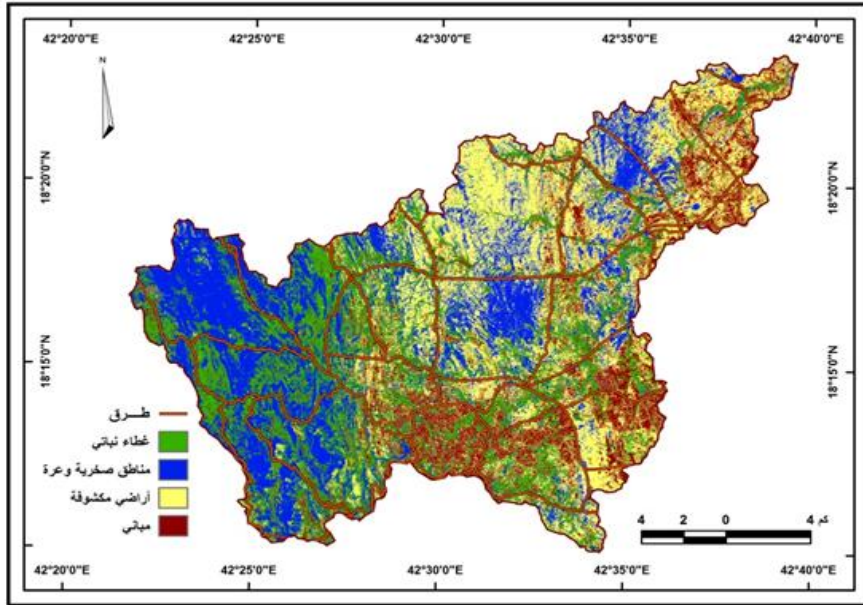 42°20'0"E 42°25'0"E 42°30'0"E 42°35'0"E 42°40'0"E
N
18°20'0"N 18°20'0"N
18°15'0"N 18°15'0"N
طـــرق
غطاء نباتي
مناطق صخرية وعرة
أراضي مكشوفة
مباني
4 2 0 4 كم
42°20'0"E 42°25'0"E 42°30'0"E 42°35'0"E 42°40'0"E